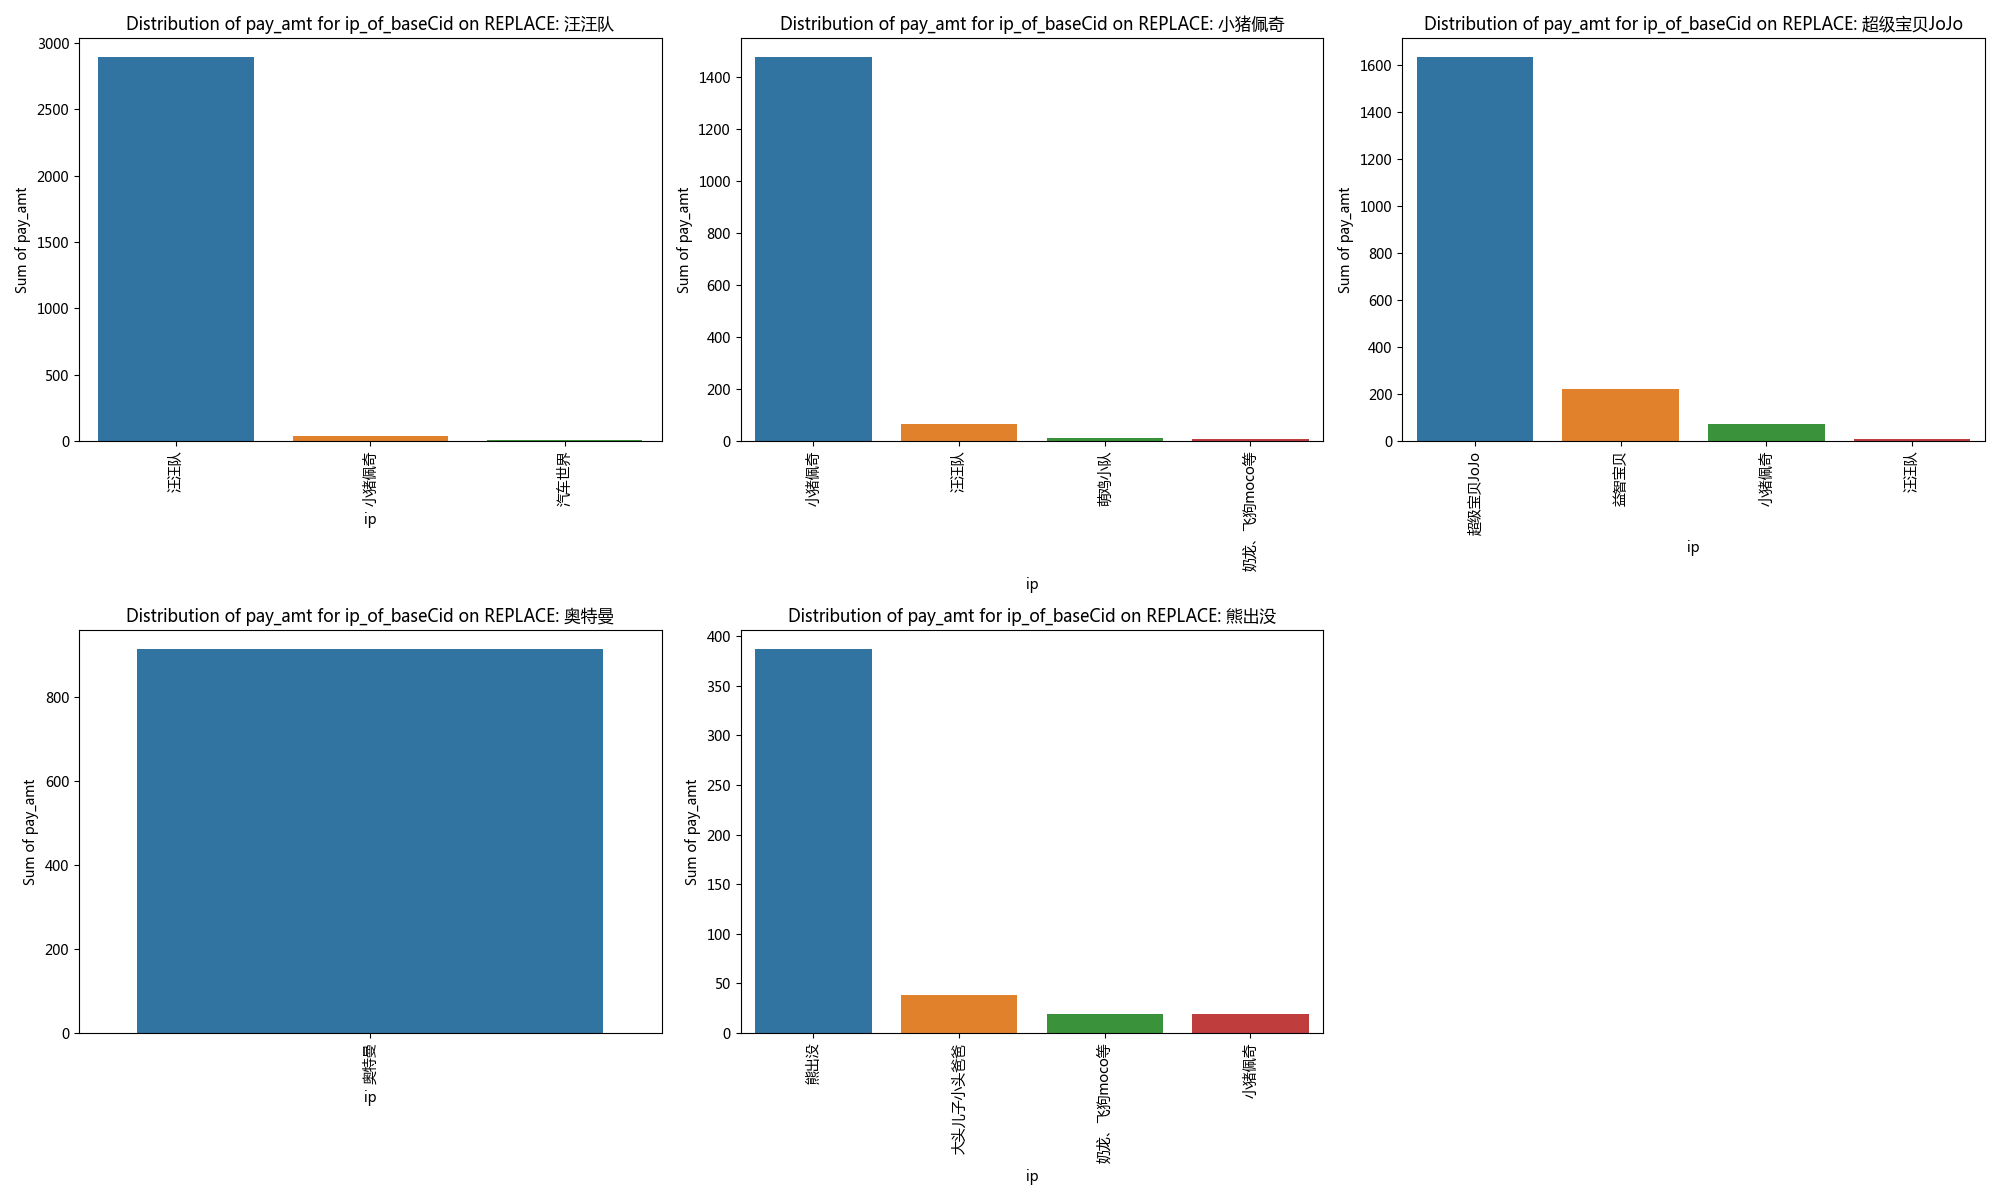 Distribution of pay_amt for ip_of_baseCid on REPLACE: 汪汪队
3000
2500
2000
1500
1000
500
0
Sum of pay_amt
汪汪队
小猪佩奇
汽车世界
ip
Distribution of pay_amt for ip_of_baseCid on REPLACE: 小猪佩奇
1400
1200
1000
800
600
400
200
0
Sum of pay_amt
小猪佩奇
汪汪队
萌鸡小队
奶龙、飞狗moco等
ip
Distribution of pay_amt for ip_of_baseCid on REPLACE: 超级宝贝JoJo
1600
1400
1200
1000
800
600
400
200
0
Sum of pay_amt
超级宝贝JoJo
益智宝贝
小猪佩奇
汪汪队
ip
Distribution of pay_amt for ip_of_baseCid on REPLACE: 奥特曼
800
600
400
200
0
Sum of pay_amt
奥特曼
ip
Distribution of pay_amt for ip_of_baseCid on REPLACE: 熊出没
400
350
300
250
200
150
100
50
0
Sum of pay_amt
熊出没
大头儿子小头爸爸
奶龙、飞狗moco等
小猪佩奇
ip